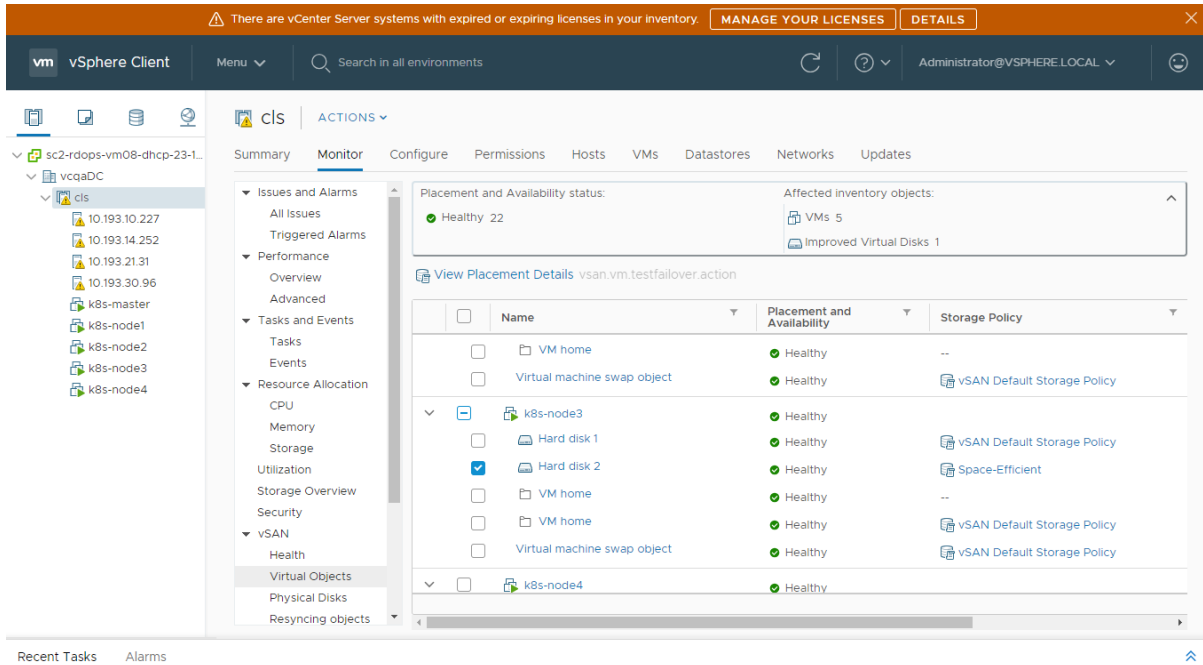 There are vCenter Server systems with expired or expiring licenses in your inventory. MANAGE YOUR LICENSES DETAILS
vm vSphere Client Menu Search in all environments Administrator@VSPHERE.LOCAL
sc2-rdops-vm08-dhcp-23-1...
vcqaDC
cls
10.193.10.227
10.193.14.252
10.193.21.31
10.193.30.96
k8s-master
k8s-node1
k8s-node2
k8s-node3
k8s-node4
cls ACTIONS
Summary Monitor Configure Permissions Hosts VMs Datastores Networks Updates
Issues and Alarms
All Issues
Triggered Alarms
Performance
Overview
Advanced
Tasks and Events
Tasks
Events
Resource Allocation
CPU
Memory
Storage
Utilization
Storage Overview
Security
vSAN
Health
Virtual Objects
Physical Disks
Resyncing objects
Placement and Availability status: Affected inventory objects:
Healthy 22 VMs 5
Improved Virtual Disks 1
View Placement Details vsan.vm.testfailover.action
Name Placement and Availability Storage Policy
VM home Healthy --
Virtual machine swap object Healthy vSAN Default Storage Policy
k8s-node3 Healthy
Hard disk 1 Healthy vSAN Default Storage Policy
Hard disk 2 Healthy Space-Efficient
VM home Healthy --
VM home Healthy vSAN Default Storage Policy
Virtual machine swap object Healthy vSAN Default Storage Policy
k8s-node4 Healthy
Recent Tasks Alarms